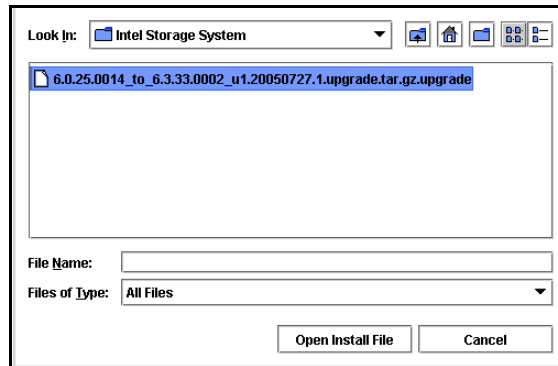 Look In: Intel Storage System
6.0.25.0014_to_6.3.33.0002_u1.20050727.1.upgrade.tar.gz.upgrade
File Name:
Files of Type: All Files
Open Install File Cancel